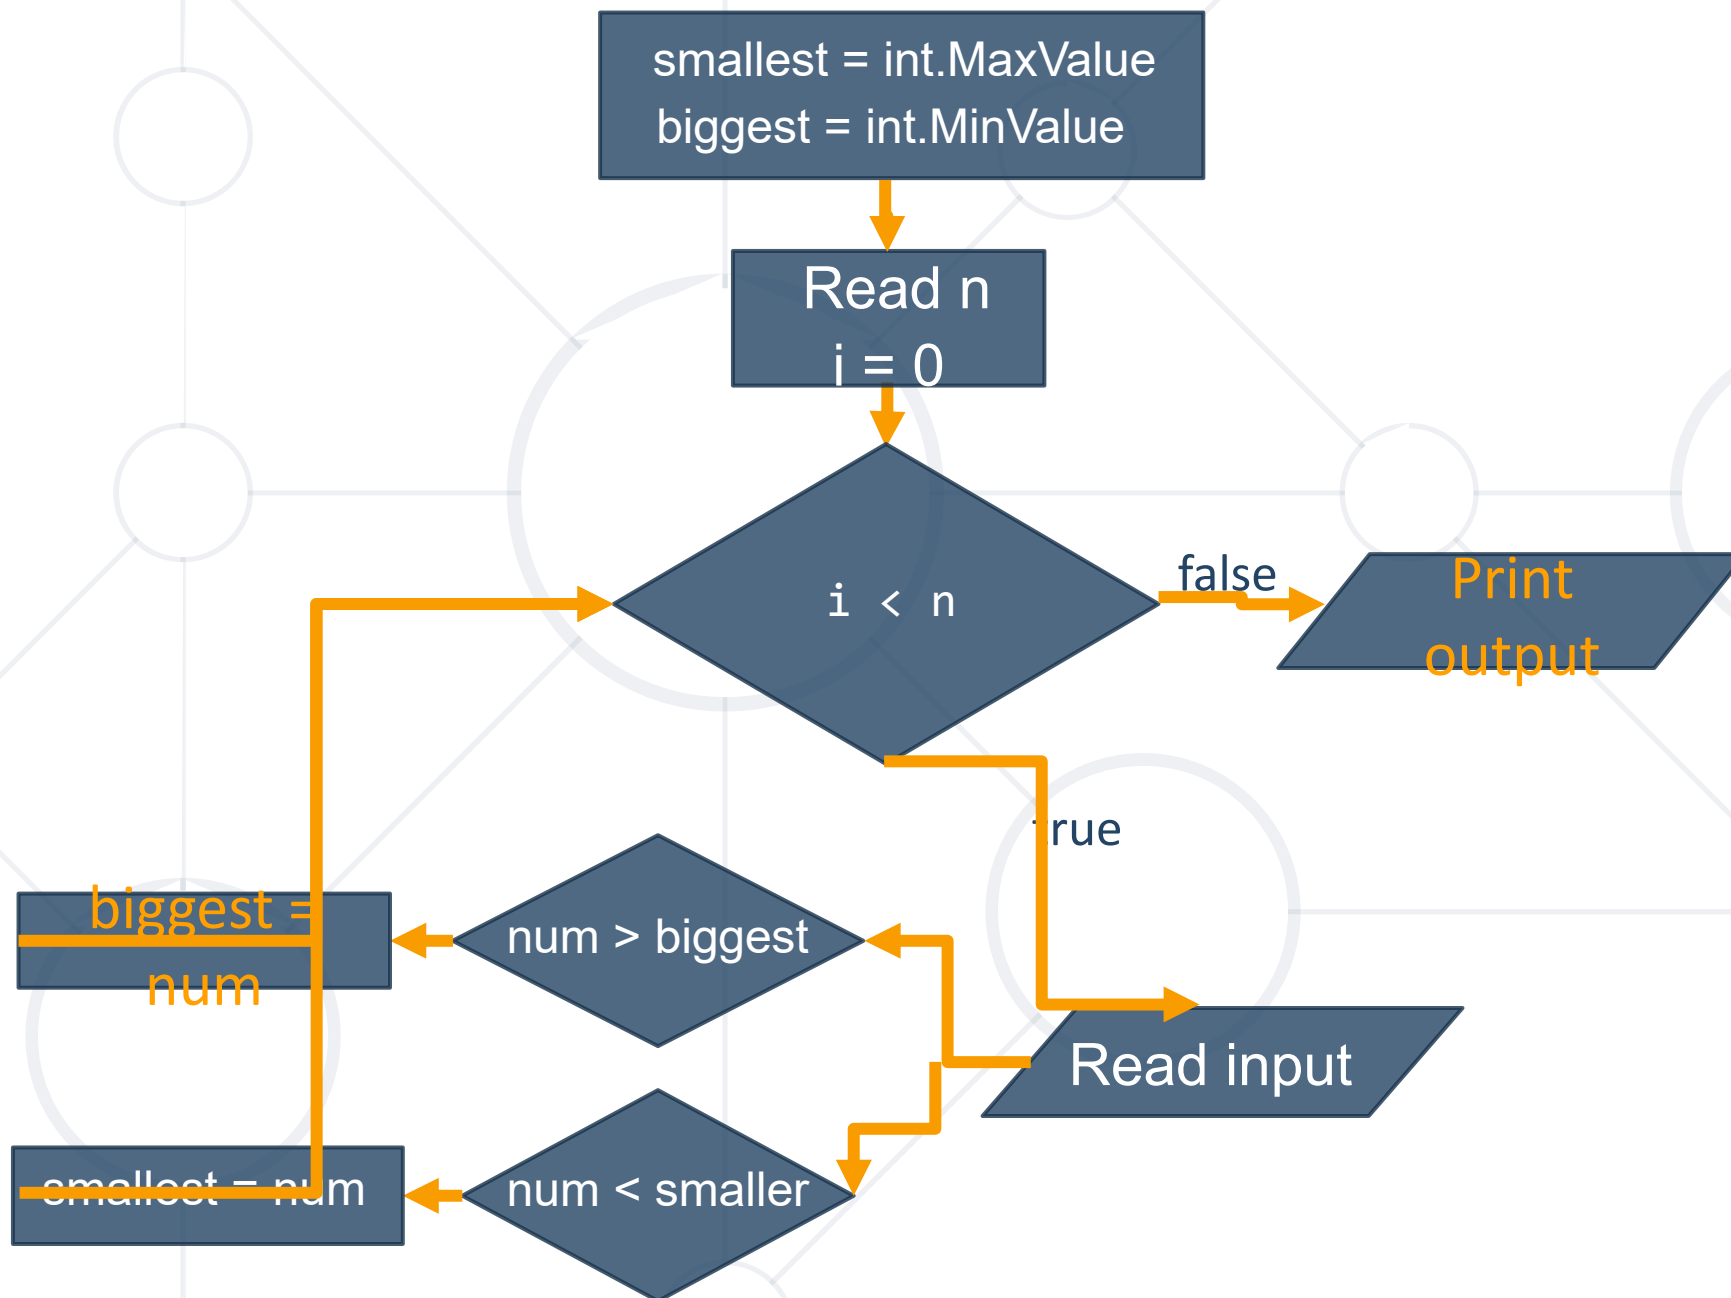 smallest = int.MaxValue
biggest = int.MinValue
Read n
i = 0
i < n
false
Print
output
true
biggest =
num
num > biggest
Read input
smallest = num
num < smaller